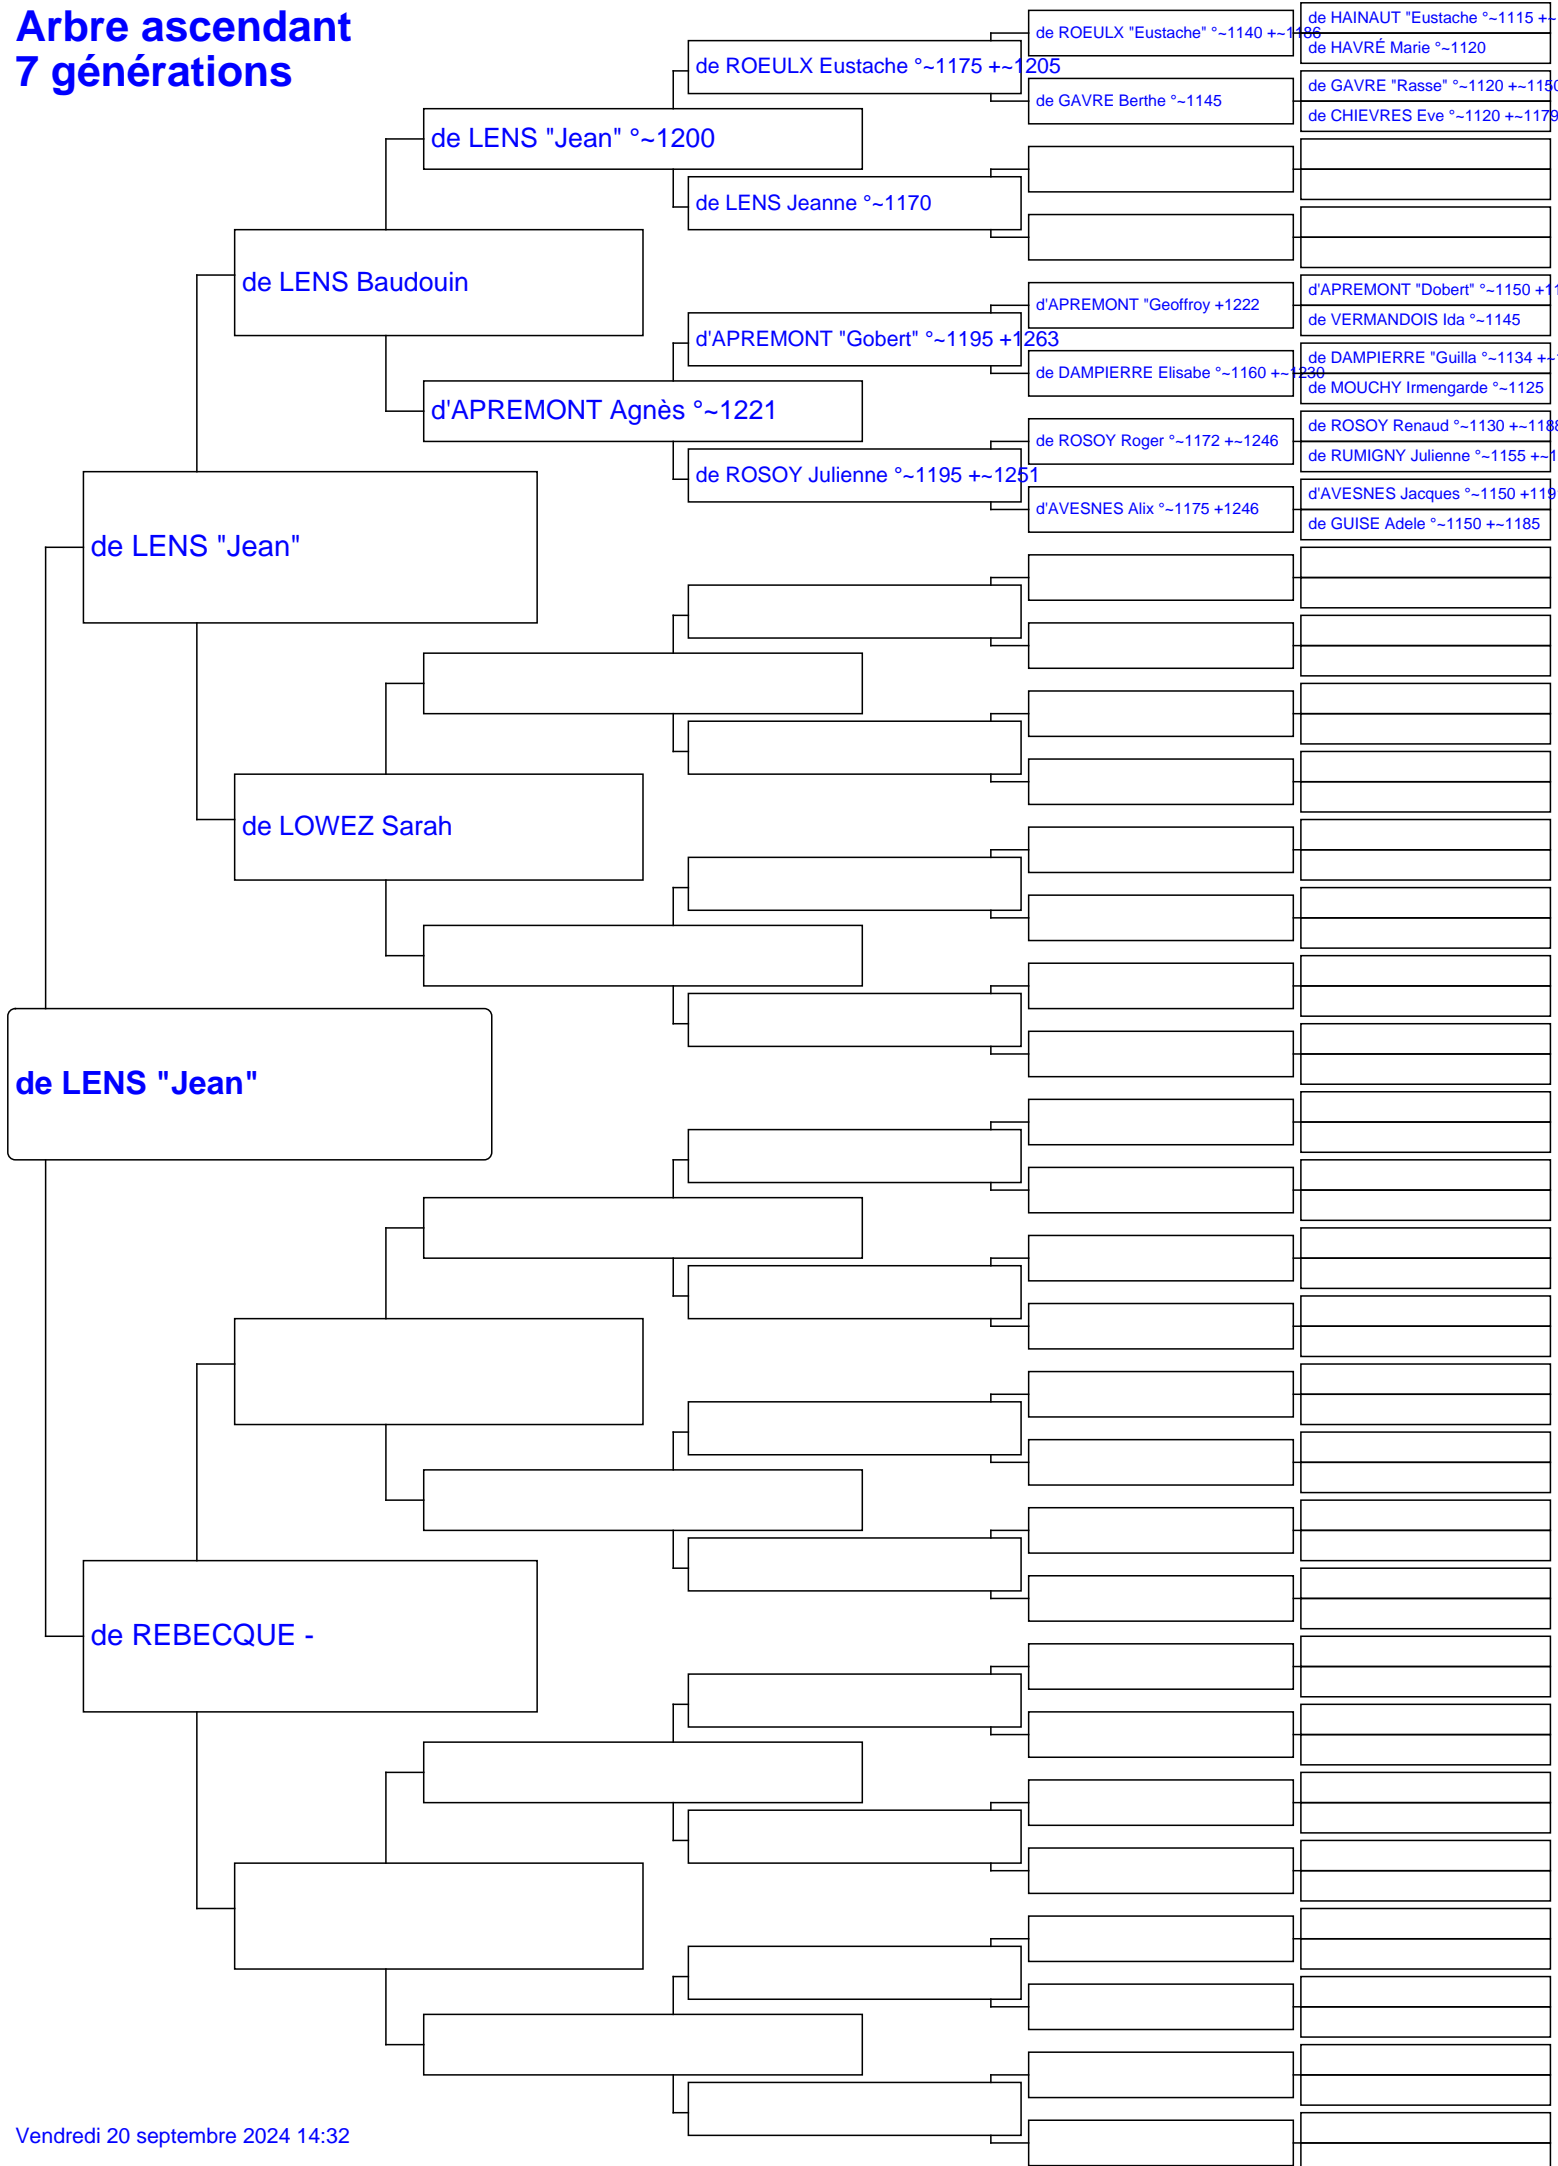 Arbre ascendant
7 générations
de HAINAUT "Eustache °~1115 +~
de ROEULX "Eustache" °~1140 +~1186
de HAVRÉ Marie °~1120
de ROEULX Eustache °~1175 +~1205
de GAVRE "Rasse" °~1120 +~1150
de GAVRE Berthe °~1145
de CHIEVRES Eve °~1120 +~1179
de LENS "Jean" °~1200
de LENS Jeanne °~1170
de LENS Baudouin
d'APREMONT "Dobert" °~1150 +1
d'APREMONT "Geoffroy +1222
de VERMANDOIS Ida °~1145
d'APREMONT "Gobert" °~1195 +1263
de DAMPIERRE "Guilla °~1134 +~
de DAMPIERRE Elisabe °~1160 +~1230
de MOUCHY Irmengarde °~1125
d'APREMONT Agnès °~1221
de ROSOY Renaud °~1130 +~1188
de ROSOY Roger °~1172 +~1246
de RUMIGNY Julienne °~1155 +~1
de ROSOY Julienne °~1195 +~1251
d'AVESNES Jacques °~1150 +119
d'AVESNES Alix °~1175 +1246
de GUISE Adele °~1150 +~1185
de LENS "Jean"
de LOWEZ Sarah
de LENS "Jean"
de REBECQUE -
Vendredi 20 septembre 2024 14:32